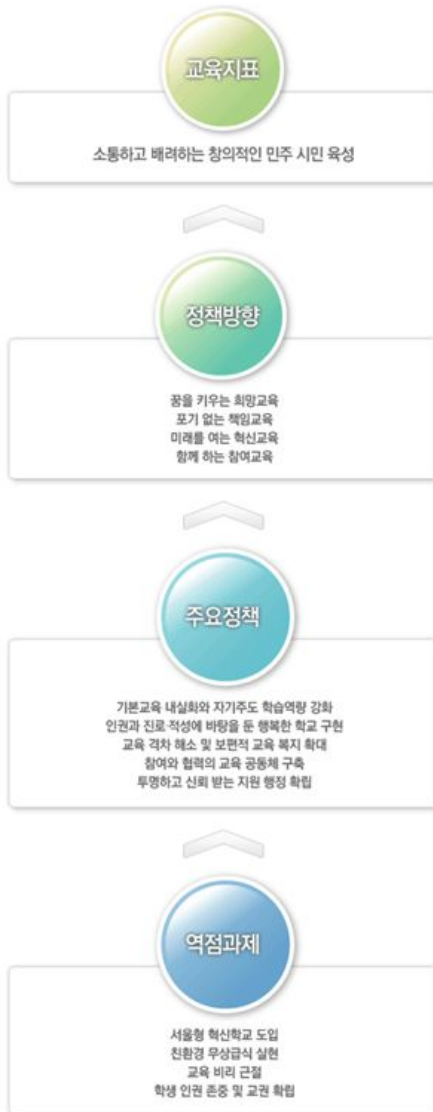 교육지표
소통하고 배려하는 창의적인 민주 시민 육성
정책방향
꿈을 키우는 희망교육
포기 없는 책임교육
미래를 여는 혁신교육
함께 하는 참여교육
주요정책
기본교육 내실화와 자기주도 학습역량 강화
인권과 진로·적성에 바탕을 둔 행복한 학교 구현
교육 격차 해소 및 보편적 교육 복지 확대
참여와 협력의 교육 공동체 구축
투명하고 신뢰 받는 지원 행정 확립
역점과제
서울형 혁신학교 도입
친환경 무상급식 실현
교육 비리 근절
학생 인권 존중 및 교권 확립